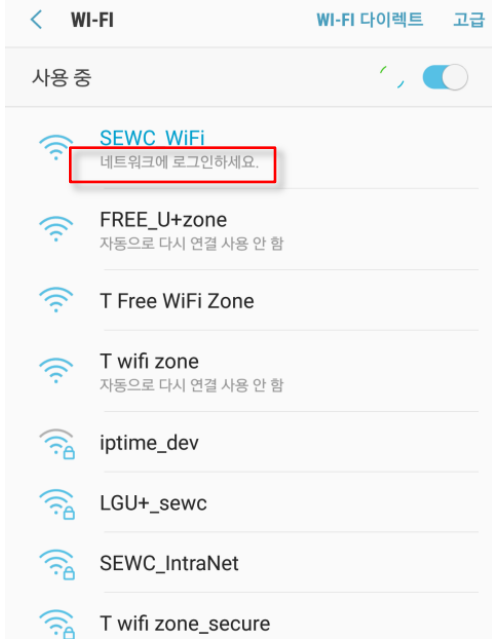 WI-FI WI-FI 다이렉트 고급
사용 중
SEWC_WiFi
네트워크에 로그인하세요.
FREE_U+zone
자동으로 다시 연결 사용 안 함
T Free WiFi Zone
T wifi zone
자동으로 다시 연결 사용 안 함
iptime_dev
LGU+_sewc
SEWC_IntraNet
T wifi zone_secure